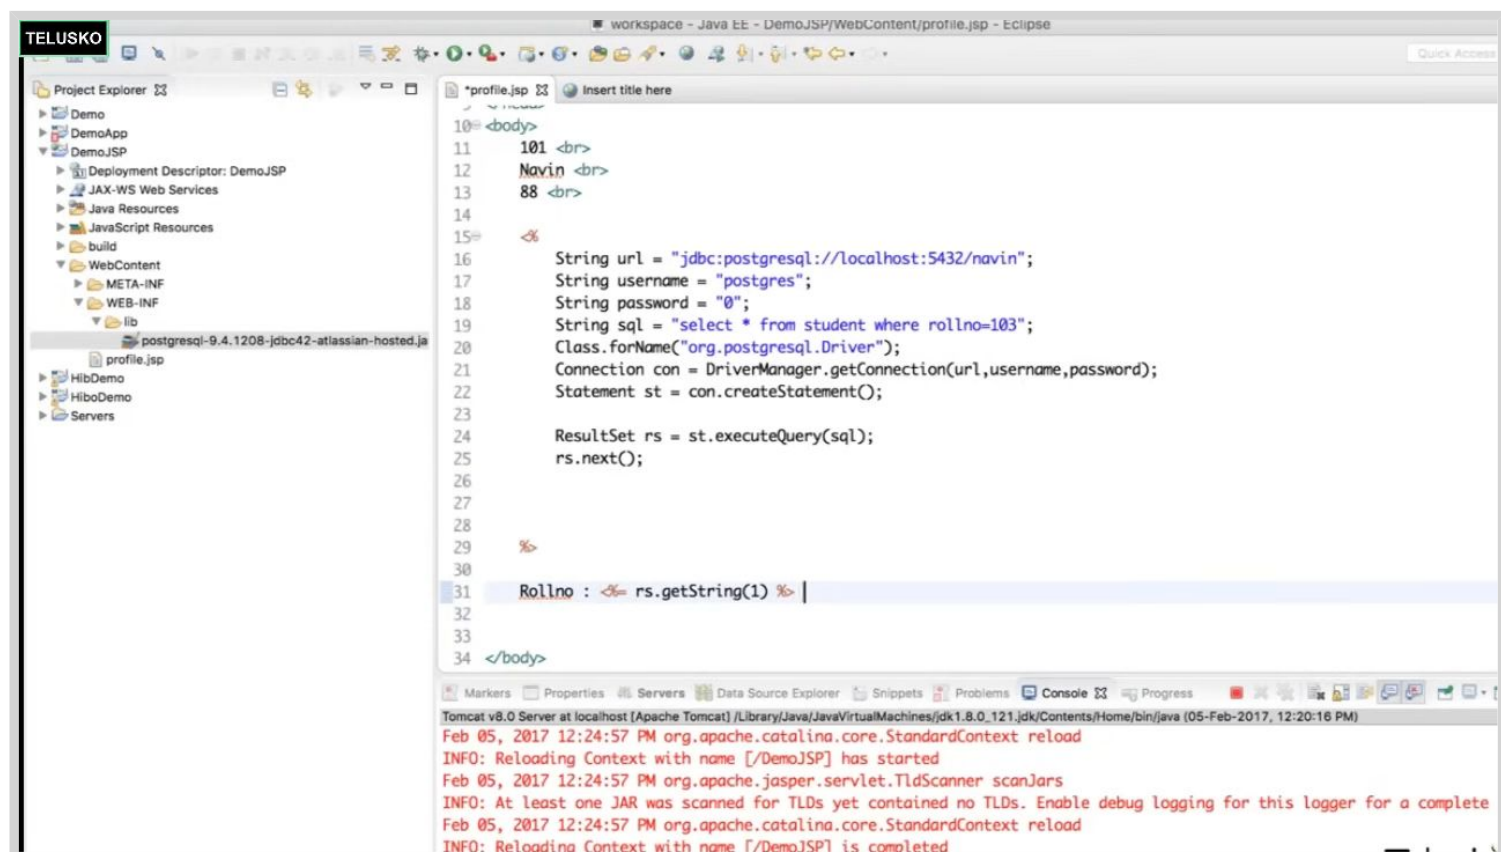 workspace - Java EE - DemoJSP/WebContent/profile.jsp - Eclipse
TELUSKO
Quick Access
Project Explorer
*profile.jsp
Insert title here
Demo
DemoApp
DemoJSP
Deployment Descriptor: DemoJSP
JAX-WS Web Services
Java Resources
JavaScript Resources
build
WebContent
META-INF
WEB-INF
lib
postgresql-9.4.1208-jdbc42-atlassian-hosted.ja
profile.jsp
HibDemo
HiboDemo
Servers
10 <body>
11 101 <br>
12 Navin <br>
13 88 <br>
14
15 <%
16 String url = "jdbc:postgresql://localhost:5432/navin";
17 String username = "postgres";
18 String password = "0";
19 String sql = "select * from student where rollno=103";
20 Class.forName("org.postgresql.Driver");
21 Connection con = DriverManager.getConnection(url,username,password);
22 Statement st = con.createStatement();
23
24 ResultSet rs = st.executeQuery(sql);
25 rs.next();
26
27
28
29 %>
30
31 Rollno : <%= rs.getString(1) %>
32
33
34 </body>
Markers Properties Servers Data Source Explorer Snippets Problems Console Progress
Tomcat v8.0 Server at localhost [Apache Tomcat] /Library/Java/JavaVirtualMachines/jdk1.8.0_121.jdk/Contents/Home/bin/java (05-Feb-2017, 12:20:16 PM)
Feb 05, 2017 12:24:57 PM org.apache.catalina.core.StandardContext reload
INFO: Reloading Context with name [/DemoJSP] has started
Feb 05, 2017 12:24:57 PM org.apache.jasper.servlet.TldScanner scanJars
INFO: At least one JAR was scanned for TLDs yet contained no TLDs. Enable debug logging for this logger for a complete
Feb 05, 2017 12:24:57 PM org.apache.catalina.core.StandardContext reload
INFO: Reloading Context with name [/DemoJSP] is completed